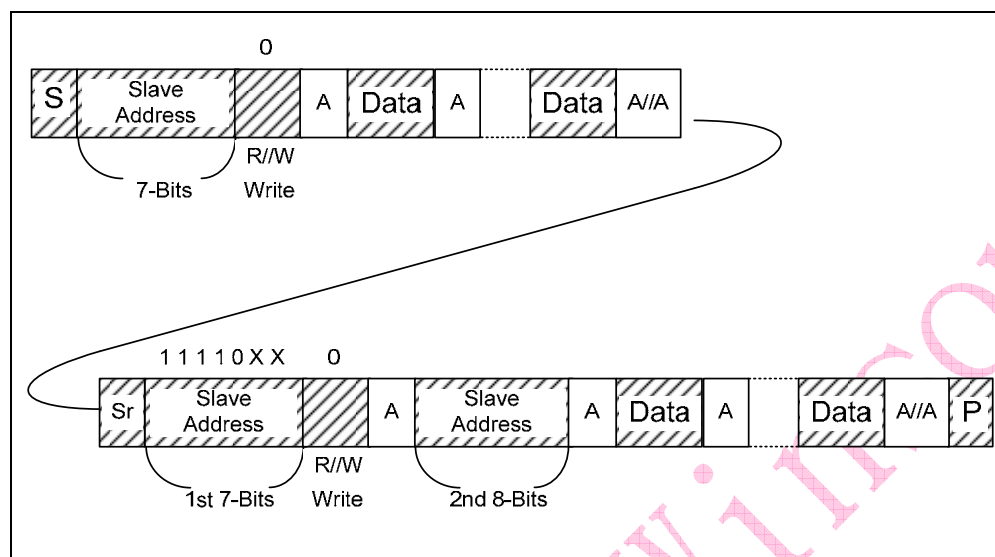 0
S Slave Address A Data A Data A//A
R//W
7-Bits Write
1 1 1 1 0 X X 0
Sr Slave Address A Slave Address A Data A Data A//A P
R//W
1st 7-Bits Write 2nd 8-Bits